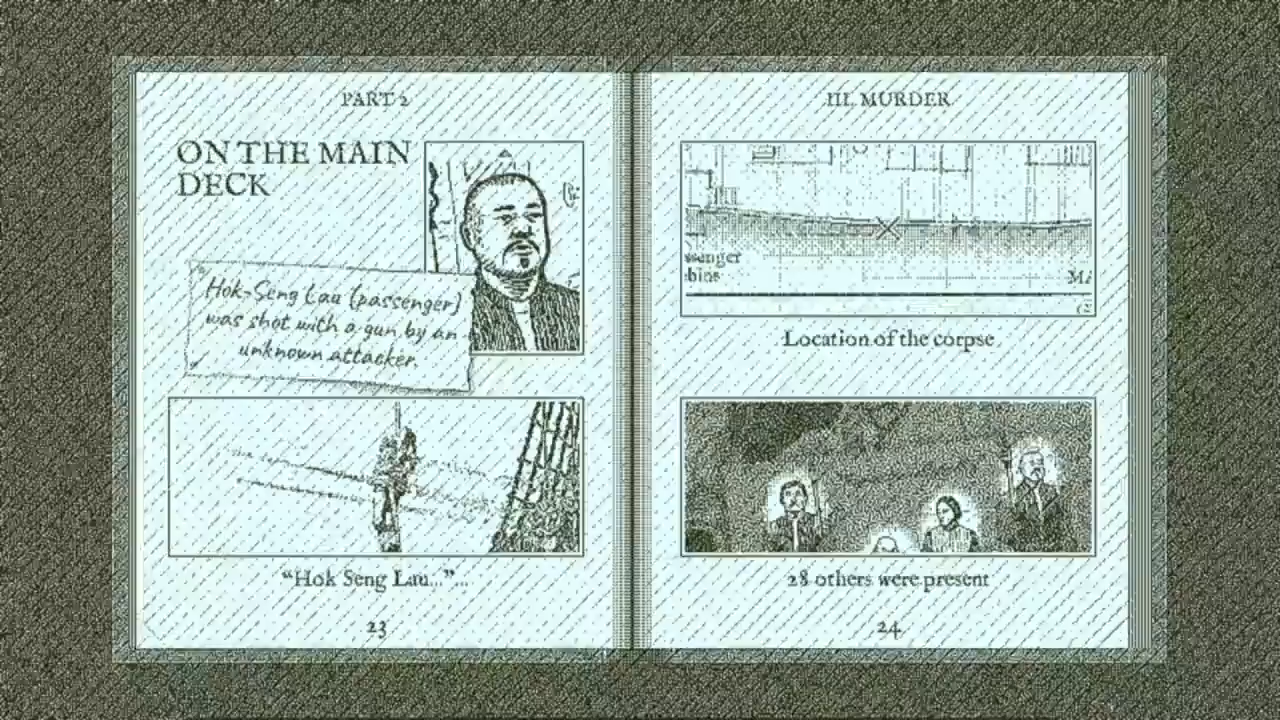 PART 2
ON THE MAIN
DECK
Hok-Seng Lau (passenger)
was shot with a gun by an
unknown attacker.
"Hok Seng Lau..."...
23
III. MURDER
bins
Location of the corpse
28 others were present
24